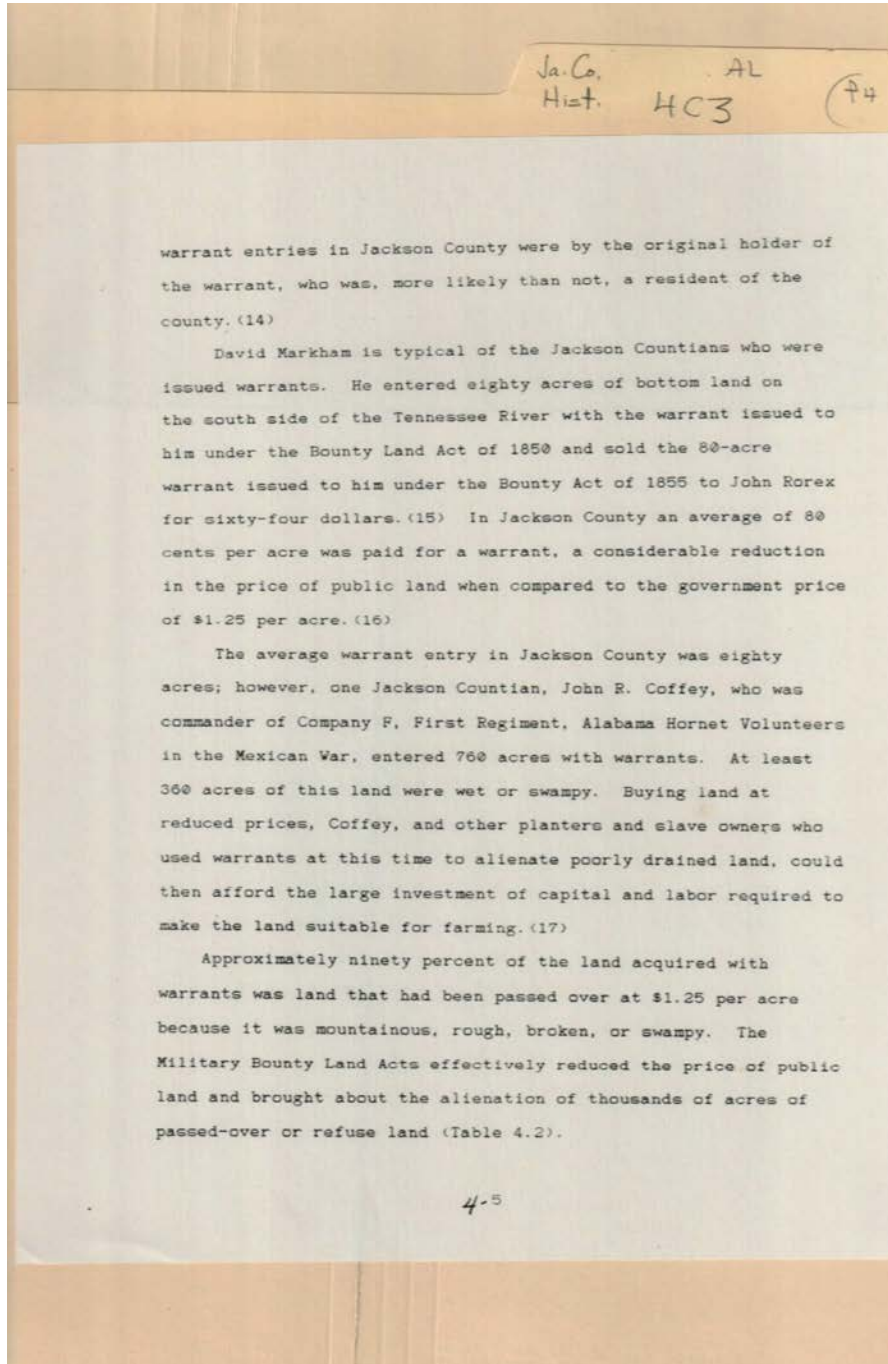 Ja. Co. AL
Hist. 4C3 P4
warrant entries in Jackson County were by the original holder of
the warrant, who was, more likely than not, a resident of the
county.(14)
David Markham is typical of the Jackson Countians who were
issued warrants. He entered eighty acres of bottom land on
the south side of the Tennessee River with the warrant issued to
him under the Bounty Land Act of 1850 and sold the 80-acre
warrant issued to him under the Bounty Act of 1855 to John Rorex
for sixty-four dollars.(15) In Jackson County an average of 80
cents per acre was paid for a warrant, a considerable reduction
in the price of public land when compared to the government price
of $1.25 per acre.(16)
The average warrant entry in Jackson County was eighty
acres; however, one Jackson Countian, John R. Coffey, who was
commander of Company F, First Regiment, Alabama Hornet Volunteers
in the Mexican War, entered 760 acres with warrants. At least
360 acres of this land were wet or swampy. Buying land at
reduced prices, Coffey, and other planters and slave owners who
used warrants at this time to alienate poorly drained land, could
then afford the large investment of capital and labor required to
make the land suitable for farming.(17)
Approximately ninety percent of the land acquired with
warrants was land that had been passed over at $1.25 per acre
because it was mountainous, rough, broken, or swampy. The
Military Bounty Land Acts effectively reduced the price of public
land and brought about the alienation of thousands of acres of
passed-over or refuse land (Table 4.2).
4-5